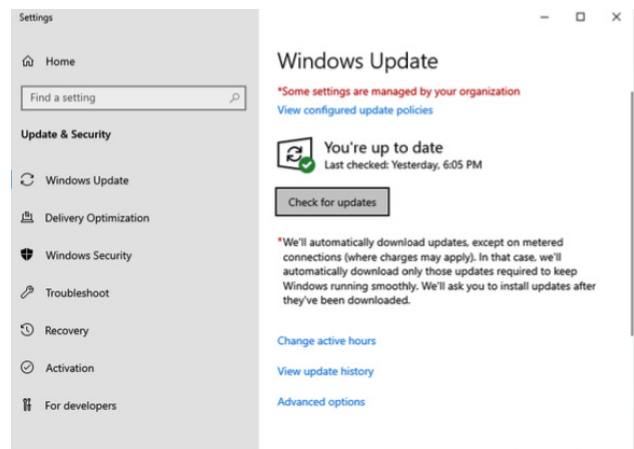 Settings
Home
Find a setting
Update & Security
Windows Update
Delivery Optimization
Windows Security
Troubleshoot
Recovery
Activation
For developers
Windows Update
*Some settings are managed by your organization
View configured update policies
You're up to date
Last checked: Yesterday, 6:05 PM
Check for updates
*We'll automatically download updates, except on metered
connections (where charges may apply). In that case, we'll
automatically download only those updates required to keep
Windows running smoothly. We'll ask you to install updates after
they've been downloaded.
Change active hours
View update history
Advanced options